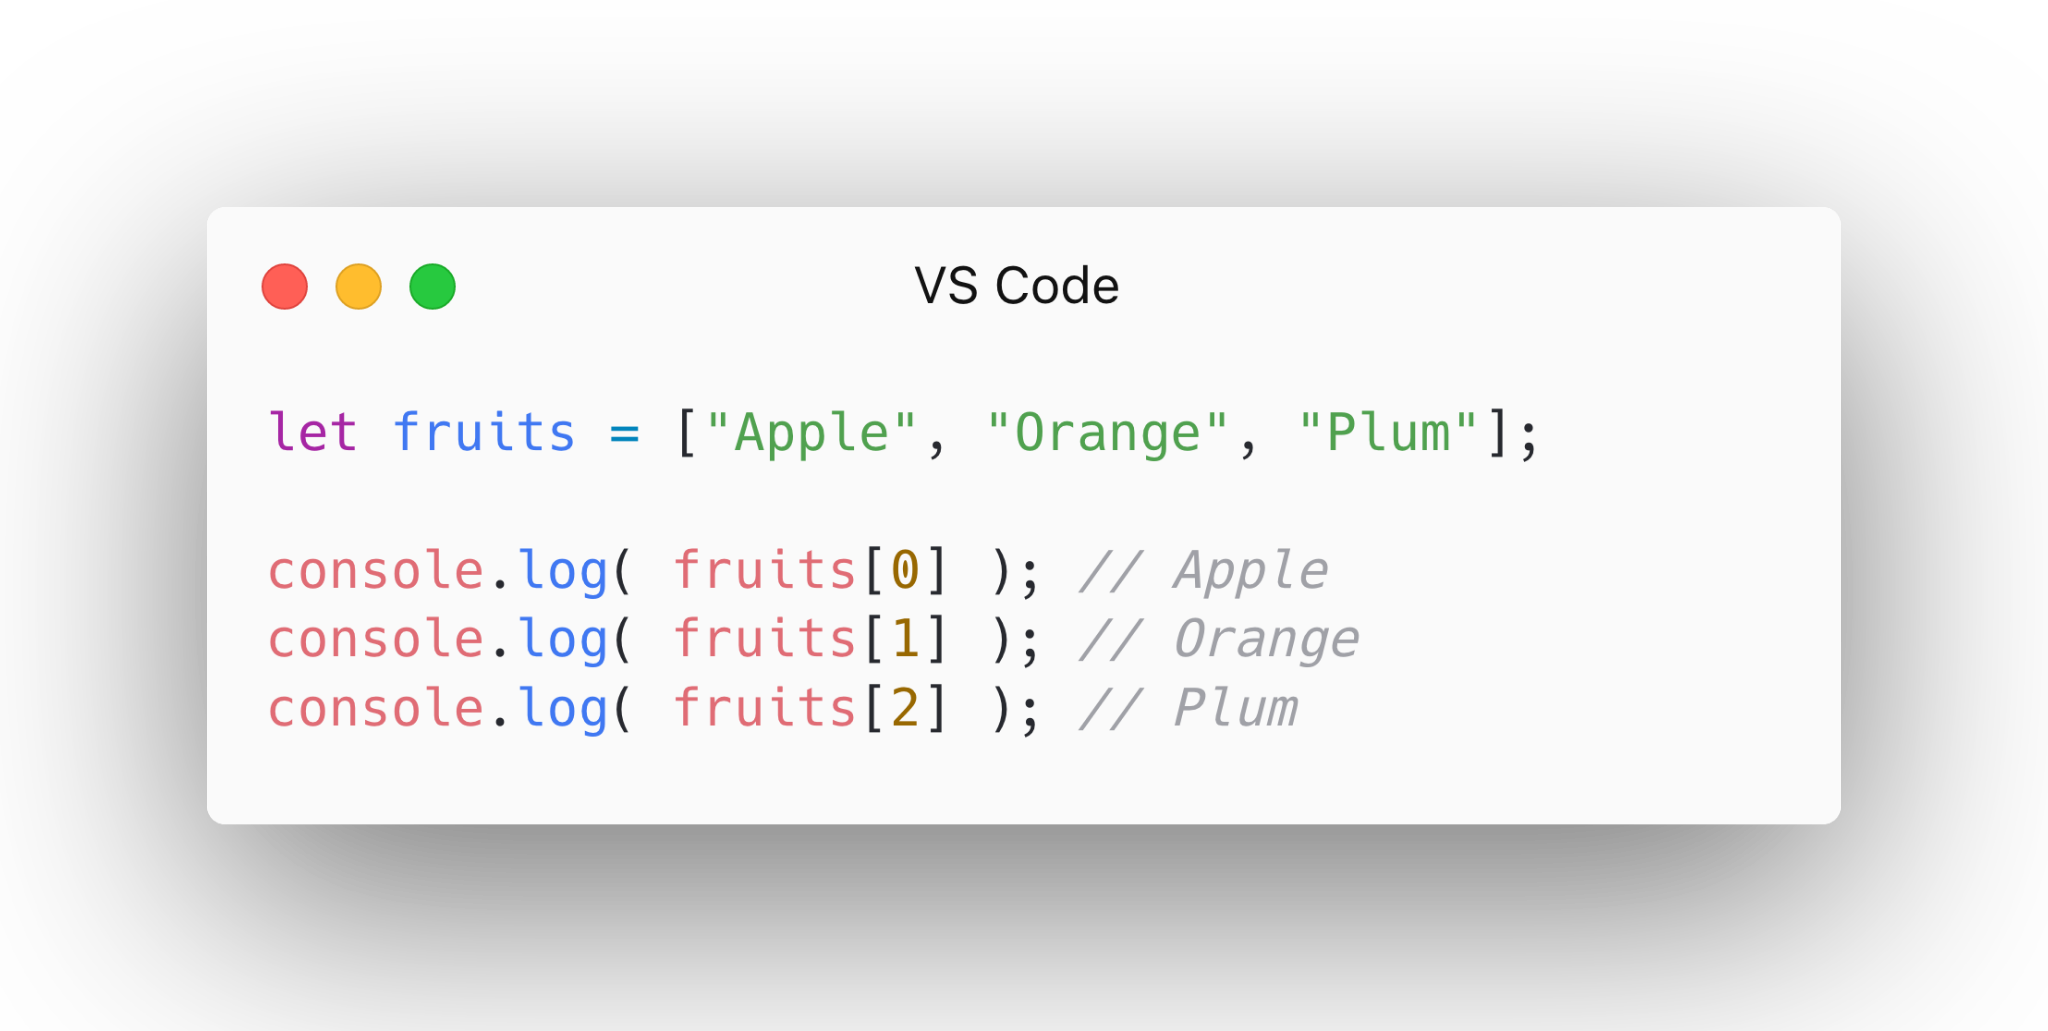 VS Code
let fruits = ["Apple", "Orange", "Plum"];
console.log( fruits[0] ); // Apple
console.log( fruits[1] ); // Orange
console.log( fruits[2] ); // Plum